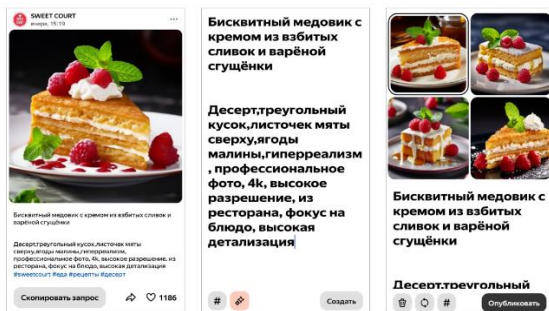 SWEET COURT
вчера, 15:19
Бисквитный медовик с кремом из взбитых сливок и
варёной сгущёнки
Десерт,треугольный кусок,листочек мяты
сверху,ягоды малины,гиперреализм,
профессиональное фото, 4k, высокое разрешение, из
ресторана, фокус на блюдо, высокая детализация
#sweetcourt #еда #рецепты #десерт
Скопировать запрос
1186
Бисквитный медовик с
кремом из взбитых
сливок и варёной
сгущёнки
Десерт,треугольный
кусок,листочек мяты
сверху,ягоды
малины,гиперреализм
, профессиональное
фото, 4k, высокое
разрешение, из
ресторана, фокус на
блюдо, высокая
детализация
#
Создать
Бисквитный медовик с
кремом из взбитых
сливок и варёной
сгущёнки
Десерт,треугольный
#
Опубликовать